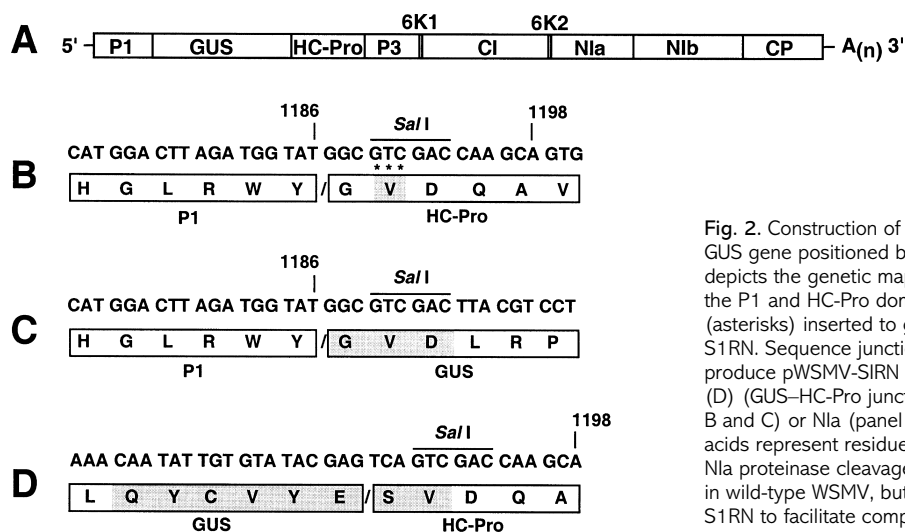 6K1 6K2
A 5' P1 GUS HC-Pro P3 CI NIa NIb CP A(n) 3'
1186 1198
Sal I
CAT GGA CTT AGA TGG TAT GGC GTC GAC CAA GCA GTG
* * *
B H G L R W Y / G V D Q A V
P1 HC-Pro
1186
Sal I
CAT GGA CTT AGA TGG TAT GGC GTC GAC TTA CGT CCT
C H G L R W Y / G V D L R P
P1 GUS
1198
Sal I
AAA CAA TAT TGT GTA TAC GAG TCA GTC GAC CAA GCA
D L Q Y C V Y E / S V D Q A
GUS HC-Pro
Fig. 2. Construction of
GUS gene positioned b
depicts the genetic map
the P1 and HC-Pro don
(asterisks) inserted to g
S1RN. Sequence juncti
produce pWSMV-SIRN
(D) (GUS–HC-Pro junct
B and C) or NIa (panel
acids represent residue
NIa proteinase cleavag
in wild-type WSMV, but
S1RN to facilitate comp